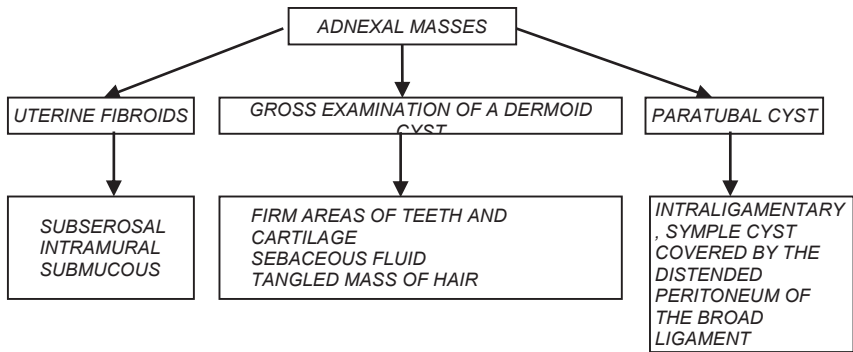 ADNEXAL MASSES
UTERINE FIBROIDS
GROSS EXAMINATION OF A DERMOID
CYST
PARATUBAL CYST
SUBSEROSAL
INTRAMURAL
SUBMUCOUS
FIRM AREAS OF TEETH AND
CARTILAGE
SEBACEOUS FLUID
TANGLED MASS OF HAIR
INTRALIGAMENTARY
, SYMPLE CYST
COVERED BY THE
DISTENDED
PERITONEUM OF
THE BROAD
LIGAMENT